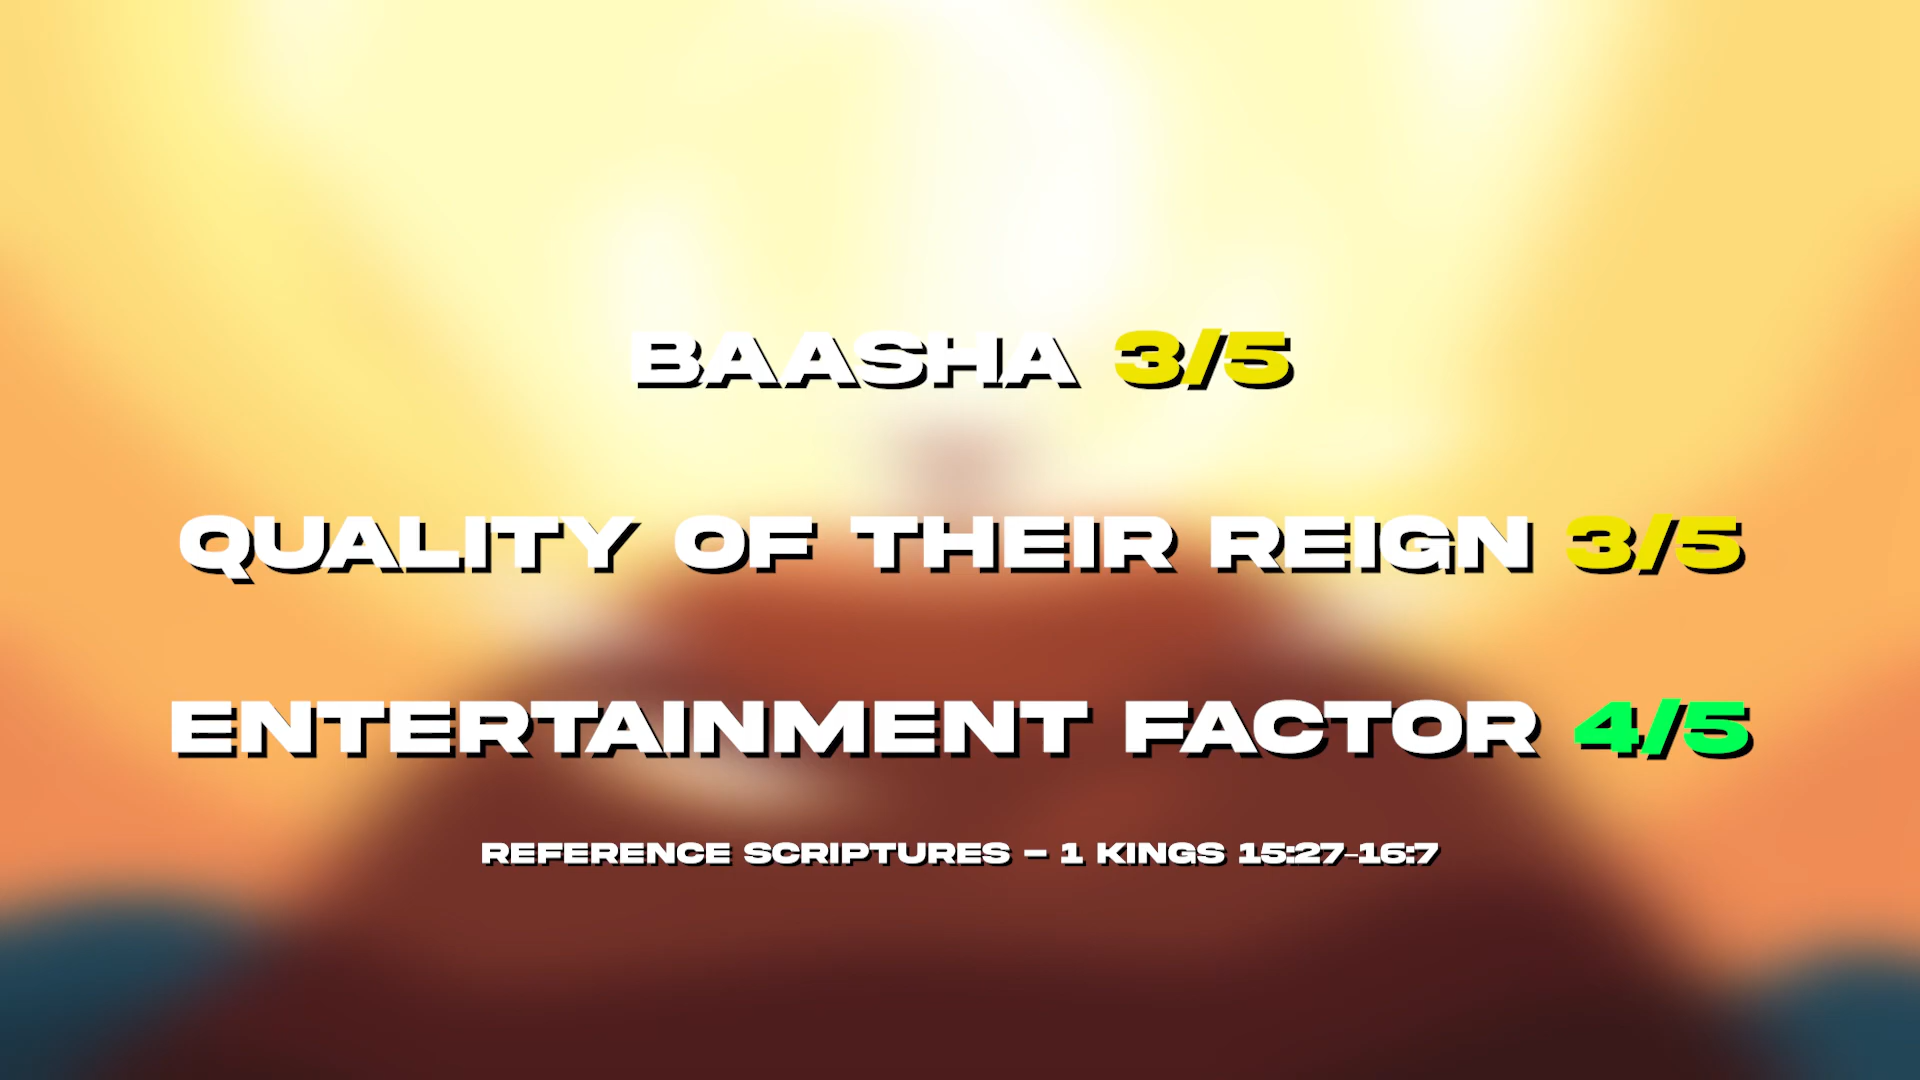 BAASHA 3/5
QUALITY OF THEIR REIGN 3/5
ENTERTAINMENT FACTOR 4/5
REFERENCE SCRIPTURES - 1 KINGS 15:27-16:7